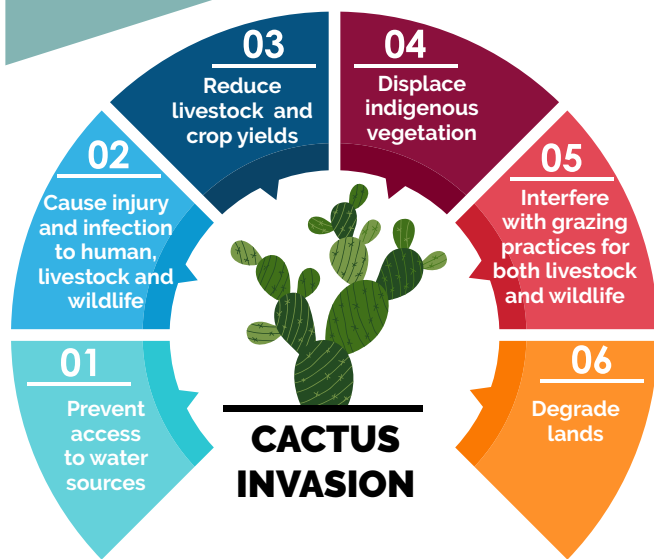 01
Prevent
access
to water
sources
02
Cause injury
and infection
to human,
livestock and
wildlife
03
Reduce
livestock and
crop yields
04
Displace
indigenous
vegetation
05
Interfere
with grazing
practices for
both livestock
and wildlife
06
Degrade
lands
CACTUS
INVASION